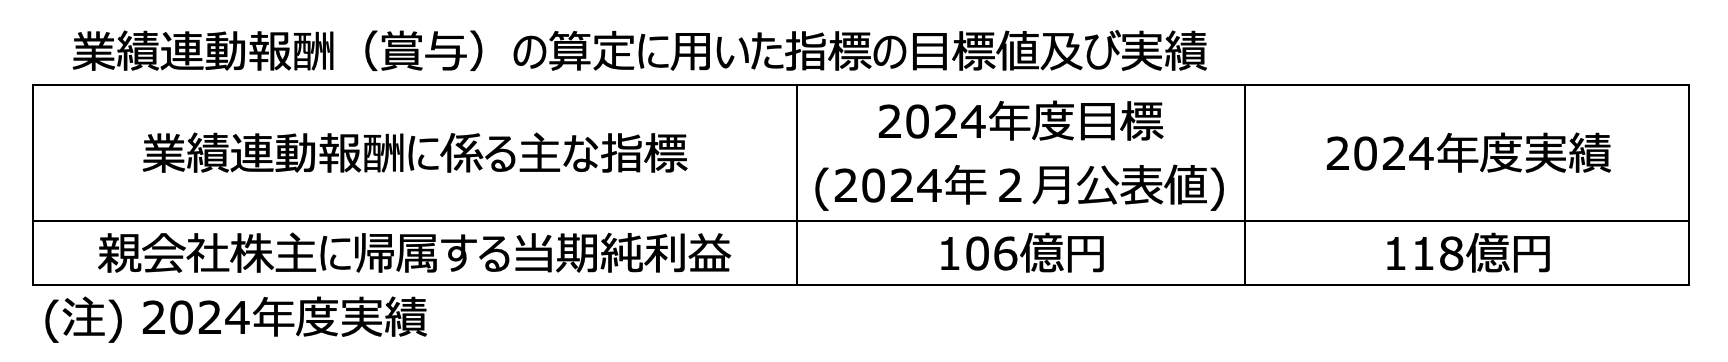 業績連動報酬（賞与）の算定に用いた指標の目標値及び実績
業績連動報酬に係る主な指標
2024年度目標
(2024年２月公表値)
2024年度実績
親会社株主に帰属する当期純利益
106億円
118億円
(注) 2024年度実績